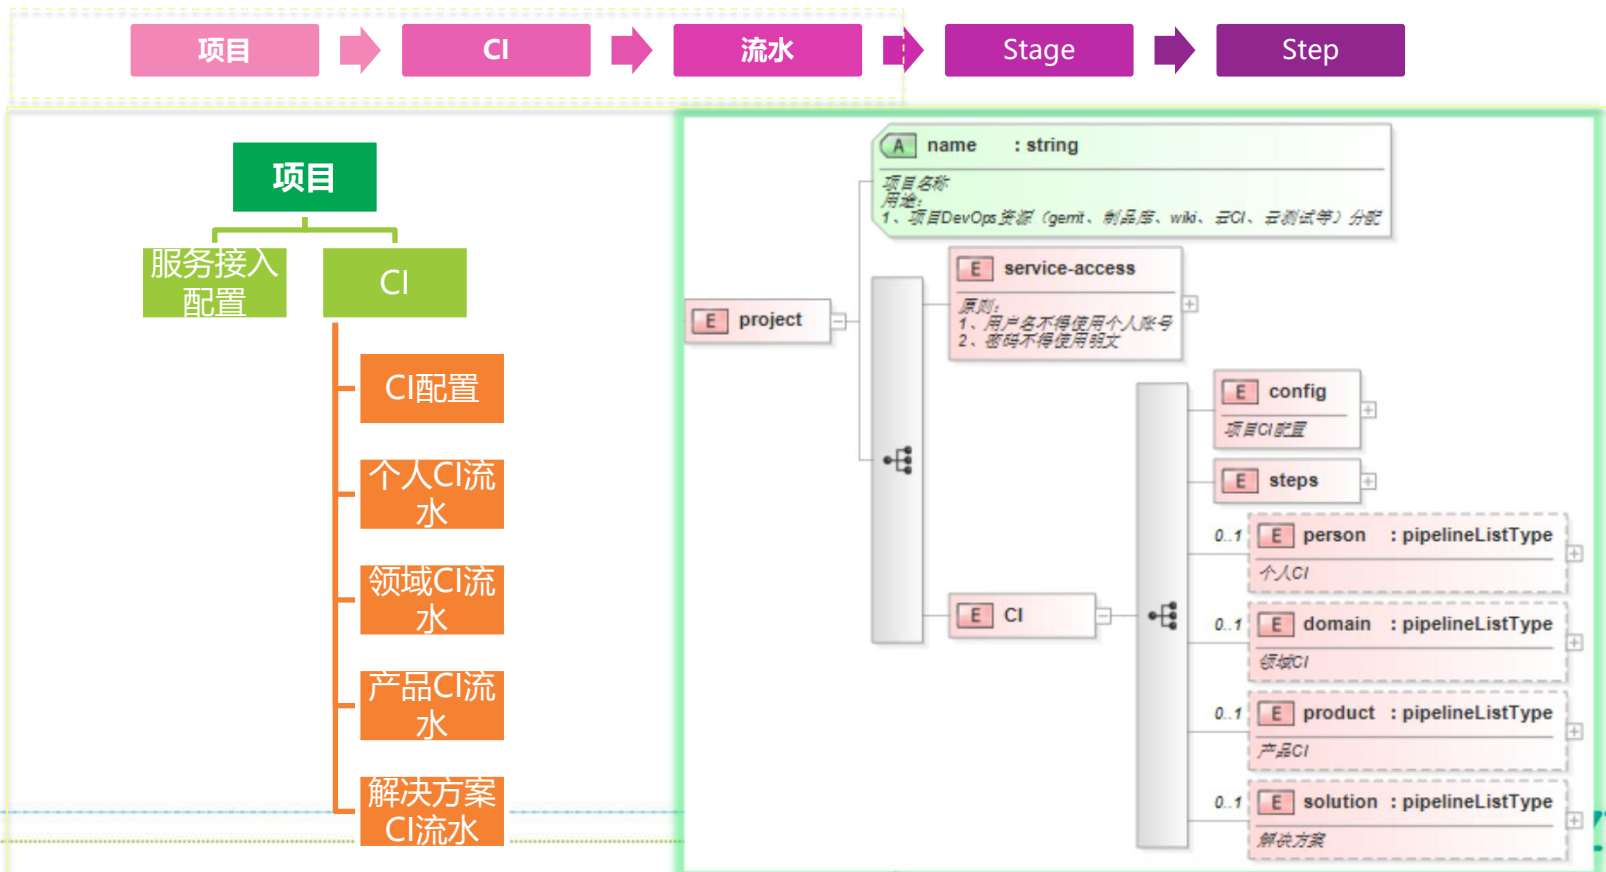 项目
CI
流水
Stage
Step
项目
服务接入
配置
CI
CI配置
个人CI流
水
领域CI流
水
产品CI流
水
解决方案
CI流水
A name : string
项目名称
用途：
1、项目DevOps资源（gerrit、制品库、wiki、云CI、云测试等）分配
E project
E service-access
原则：
1、用户名不得使用个人账号
2、密码不得使用明文
E CI
E config
项目CI配置
E steps
0..1 E person : pipelineListType
个人CI
0..1 E domain : pipelineListType
领域CI
0..1 E product : pipelineListType
产品CI
0..1 E solution : pipelineListType
解决方案